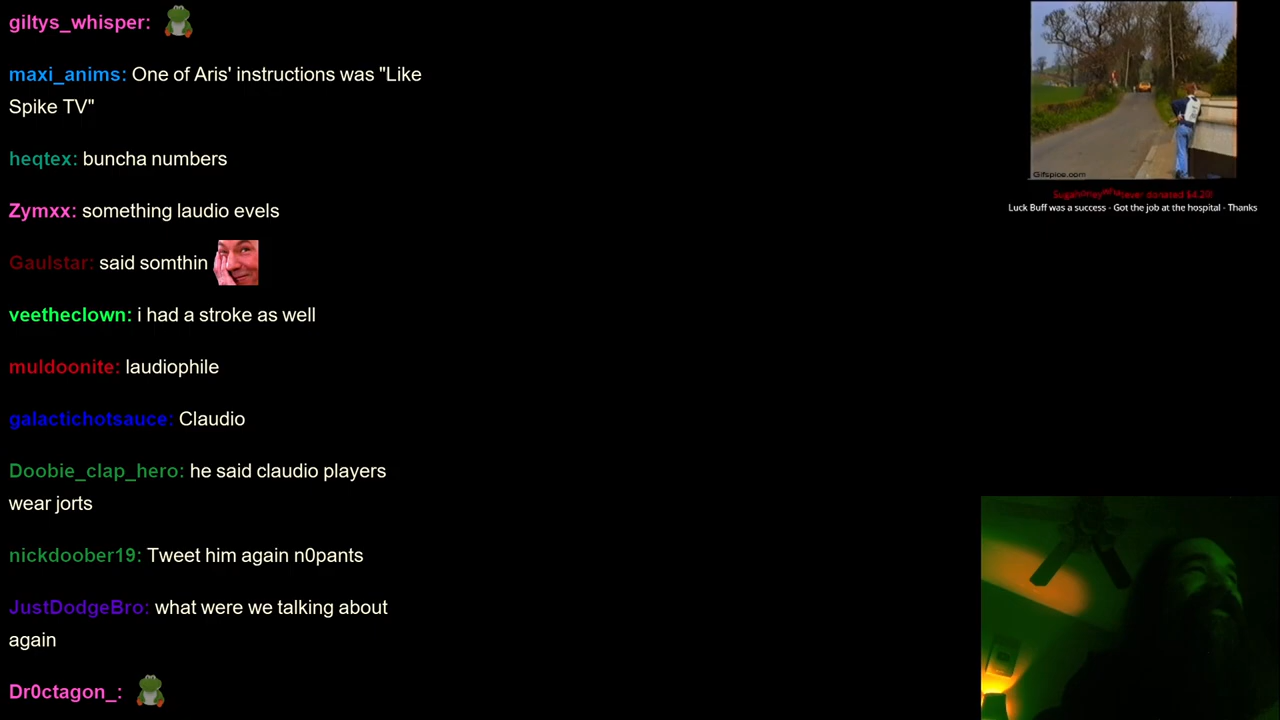 giltys_whisper:
maxi_anims: One of Aris' instructions was "Like
Spike TV"
heqtex: buncha numbers
Zymxx: something laudio evels
Gaulstar: said somthin
veetheclown: i had a stroke as well
muldoonite: laudiophile
galactichotsauce: Claudio
Doobie_clap_hero: he said claudio players
wear jorts
nickdoober19: Tweet him again n0pants
JustDodgeBro: what were we talking about
again
Dr0ctagon_:
Gifspice.com
donated $4.20!
Luck Buff was a success - Got the job at the hospital - Thanks